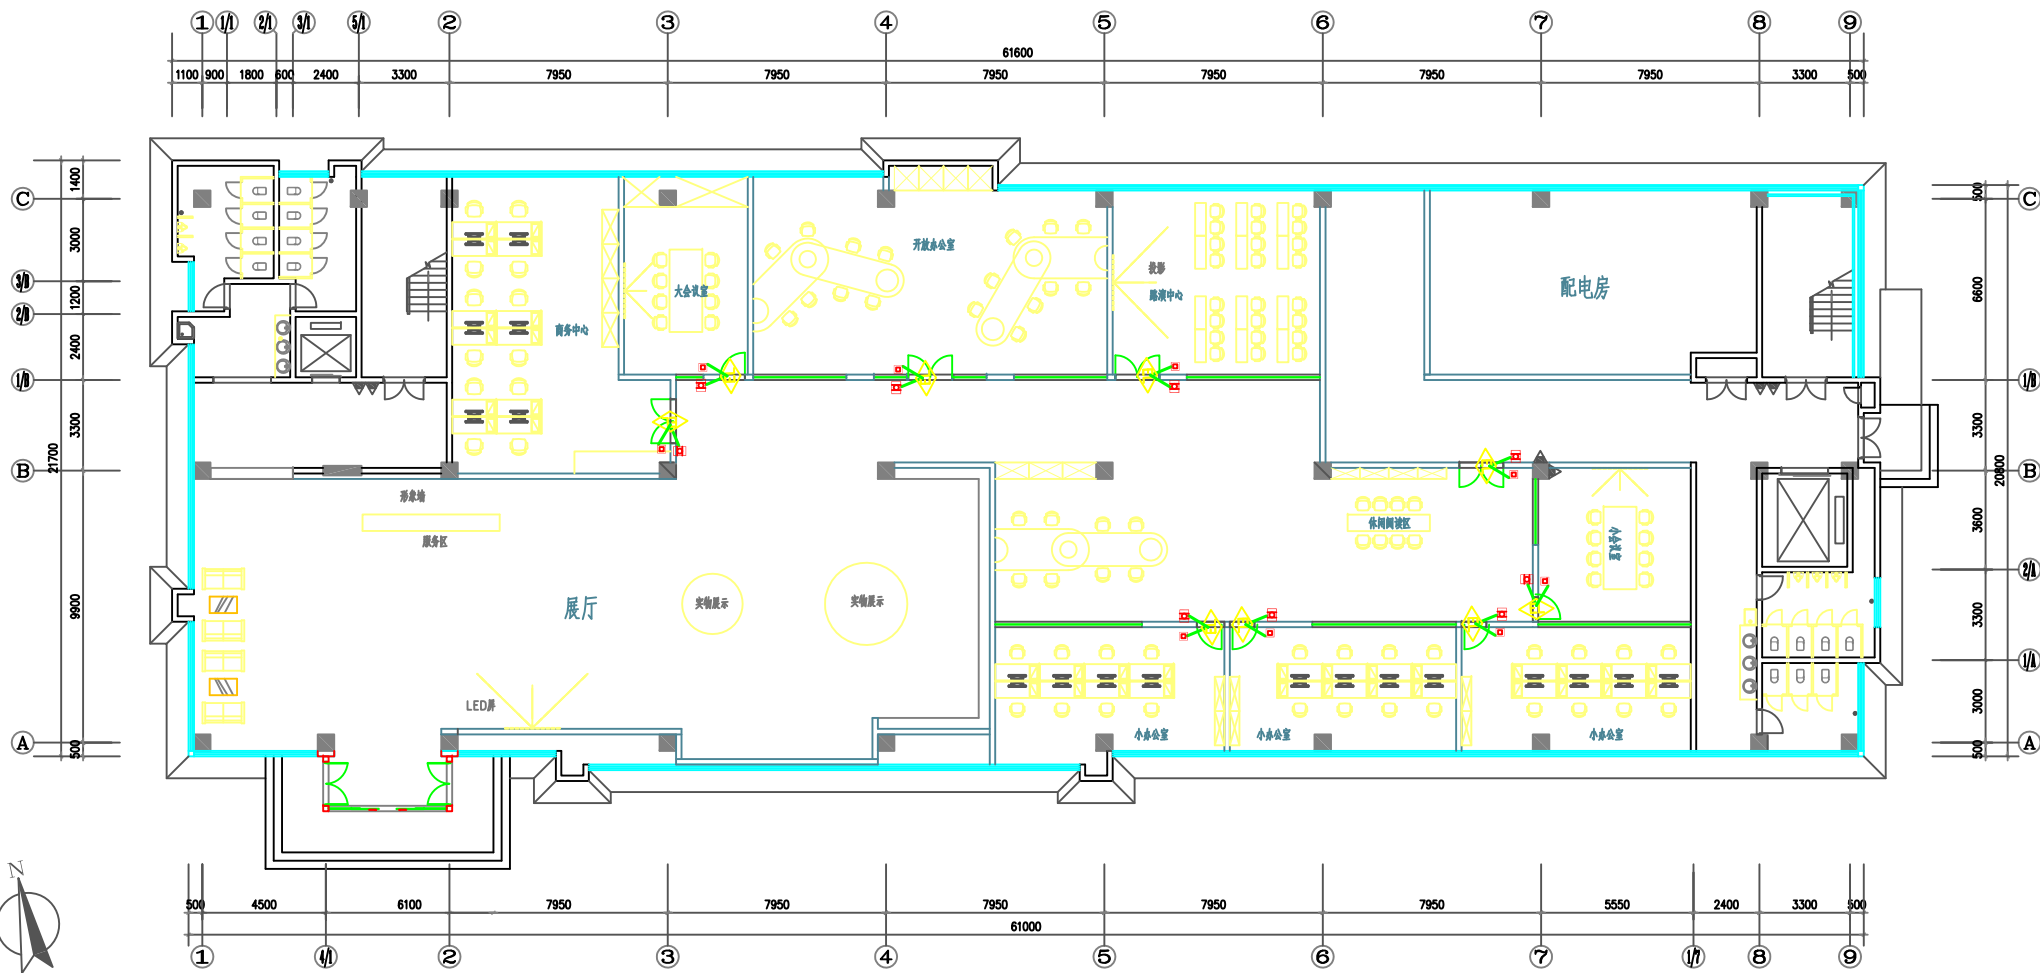 1 1/1 2/1 3/1 5/1 2 3 4 5 6 7 8 9
61600
1100 900 1800 600 2400 3300 7950 7950 7950 7950 7950 7950 3300 500
C 1400 500 C
3000
开放办公室
投影
3/B 6600
大会议室 路演中心 配电房
1200
2/B
商务中心
2400
1/B 1/B
3300 3300
21700
B 20800 B
形象墙
服务区 休闲阅读区 小会议室 3600
2/A
9900 展厅 实物展示 实物展示 3300
1/A
LED屏 3000
小办公室 小办公室 小办公室
A 500 500 A
N
500 4500 6100 7950 7950 7950 7950 7950 5550 2400 3300 500
61000
1 4/1 2 3 4 5 6 7 1/7 8 9